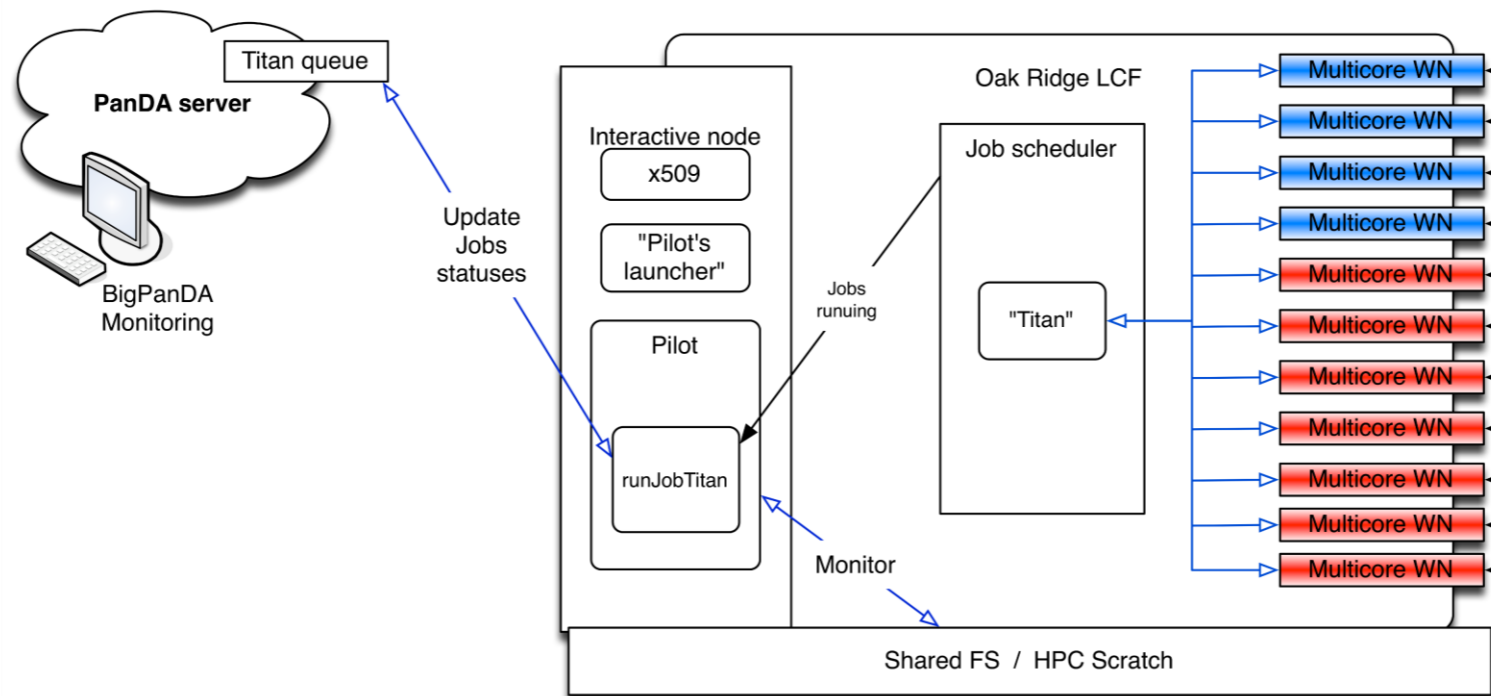 Titan queue
PanDA server
BigPanDA
Monitoring
Update
Jobs
statuses
Interactive node
x509
"Pilot's
launcher"
Pilot
runJobTitan
Jobs
runuing
Monitor
Oak Ridge LCF
Job scheduler
"Titan"
Multicore WN
Multicore WN
Multicore WN
Multicore WN
Multicore WN
Multicore WN
Multicore WN
Multicore WN
Multicore WN
Multicore WN
Multicore WN
Shared FS / HPC Scratch